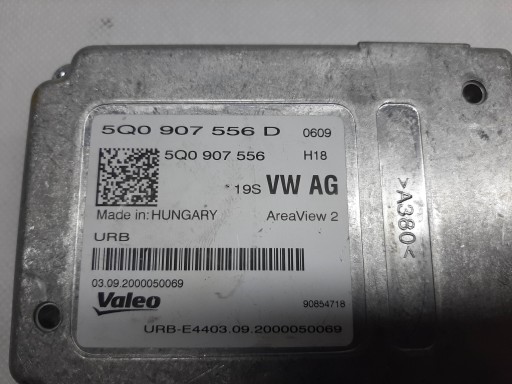 5Q0 907 556 D 0609
5Q0 907 556 H18
*19S VW AG
Made in: HUNGARY AreaView 2
URB
03.09.2000050069
Valeo 90854718
URB-E4403.09.2000050069
>A380<